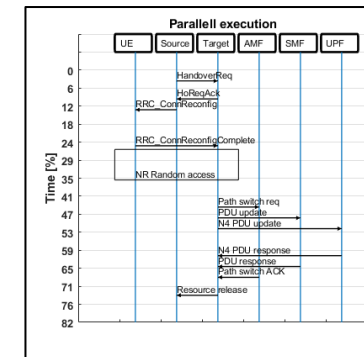 Parallell execution
UE Source Target AMF SMF UPF
0
HandoverReq
6
HoReqAck
12 RRC_ConnReconfig
18
24 RRC_ConnReconfigComplete
29
35 NR Random access
41
Path switch req
47 PDU update
53 N4 PDU update
59 N4 PDU response
65 PDU response
Path switch ACK
71
Resource release
76
82
Time [%]